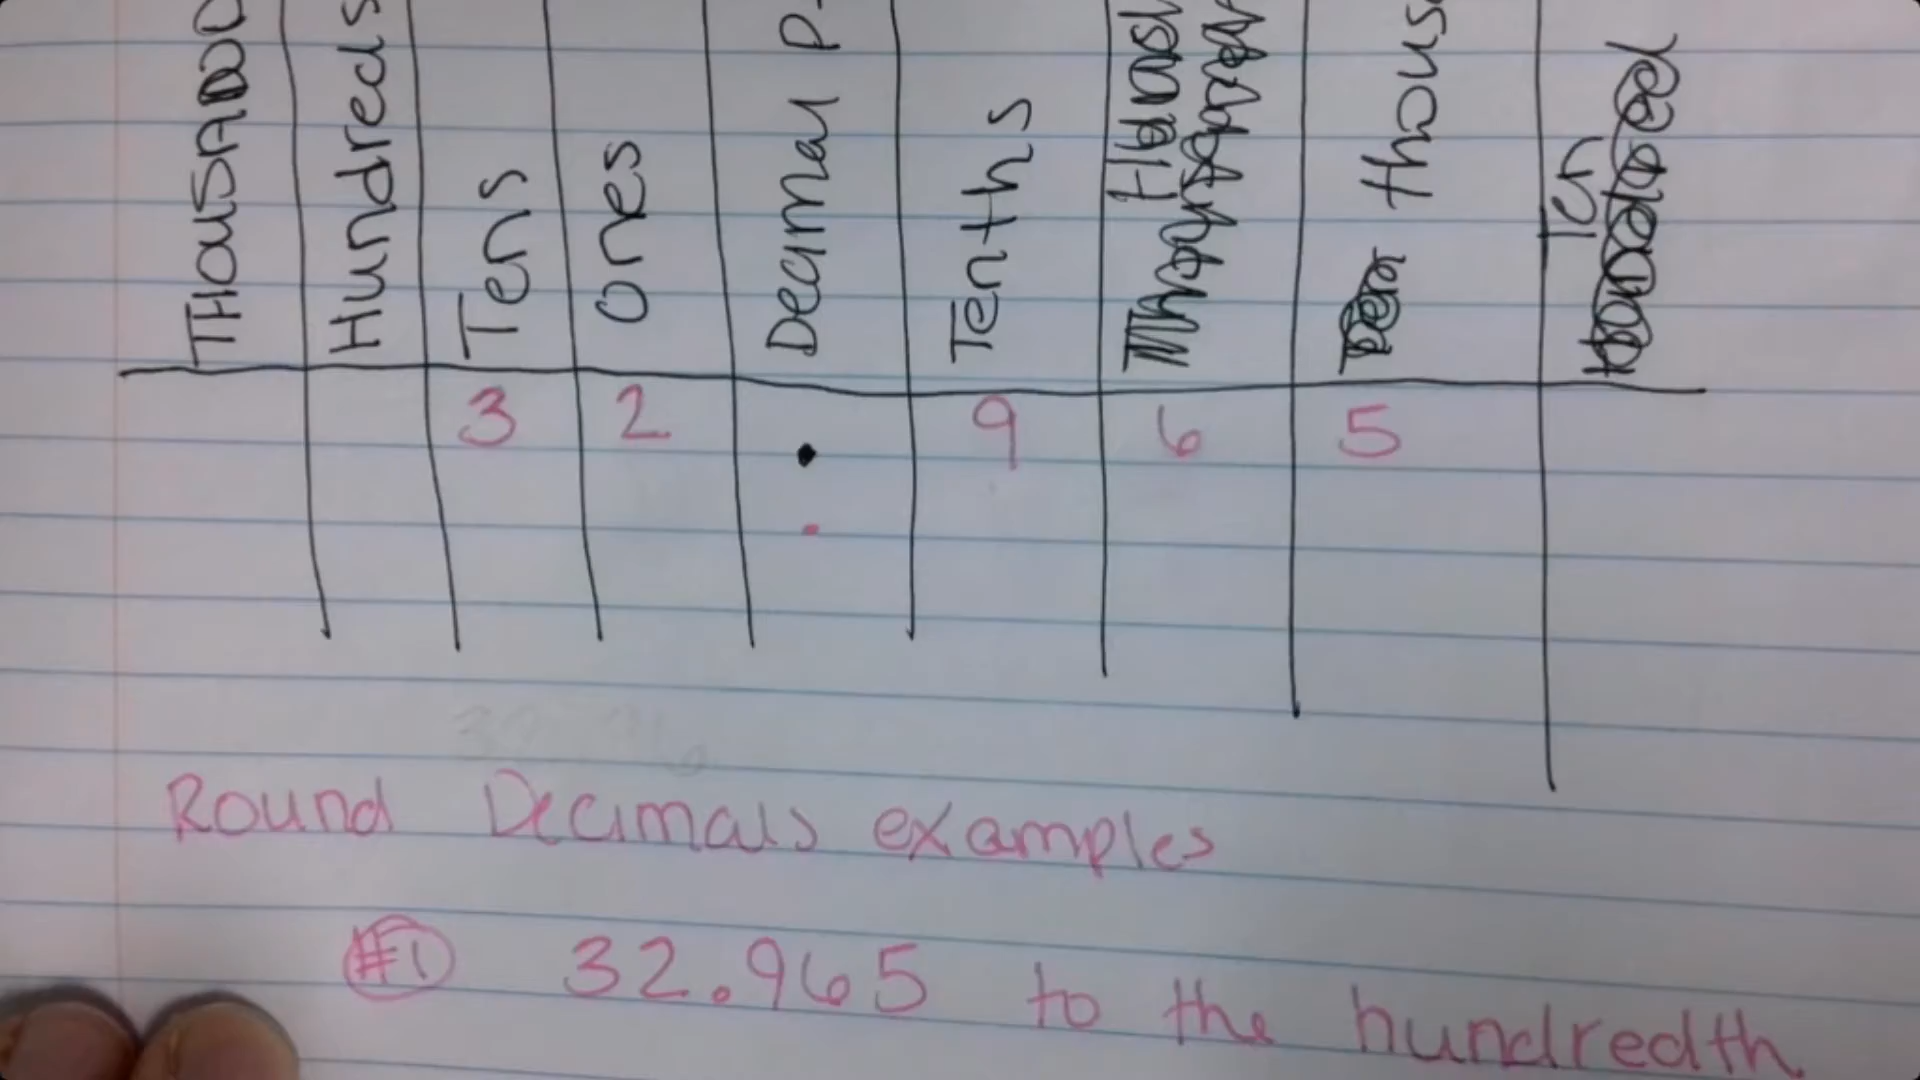 THOUSAND
Hundreds
Tens
ones
Decimal P
Tenths
thous
Ten
3 2 . 9 6 5
Round Decimals examples
#1 32.965 to the hundredth